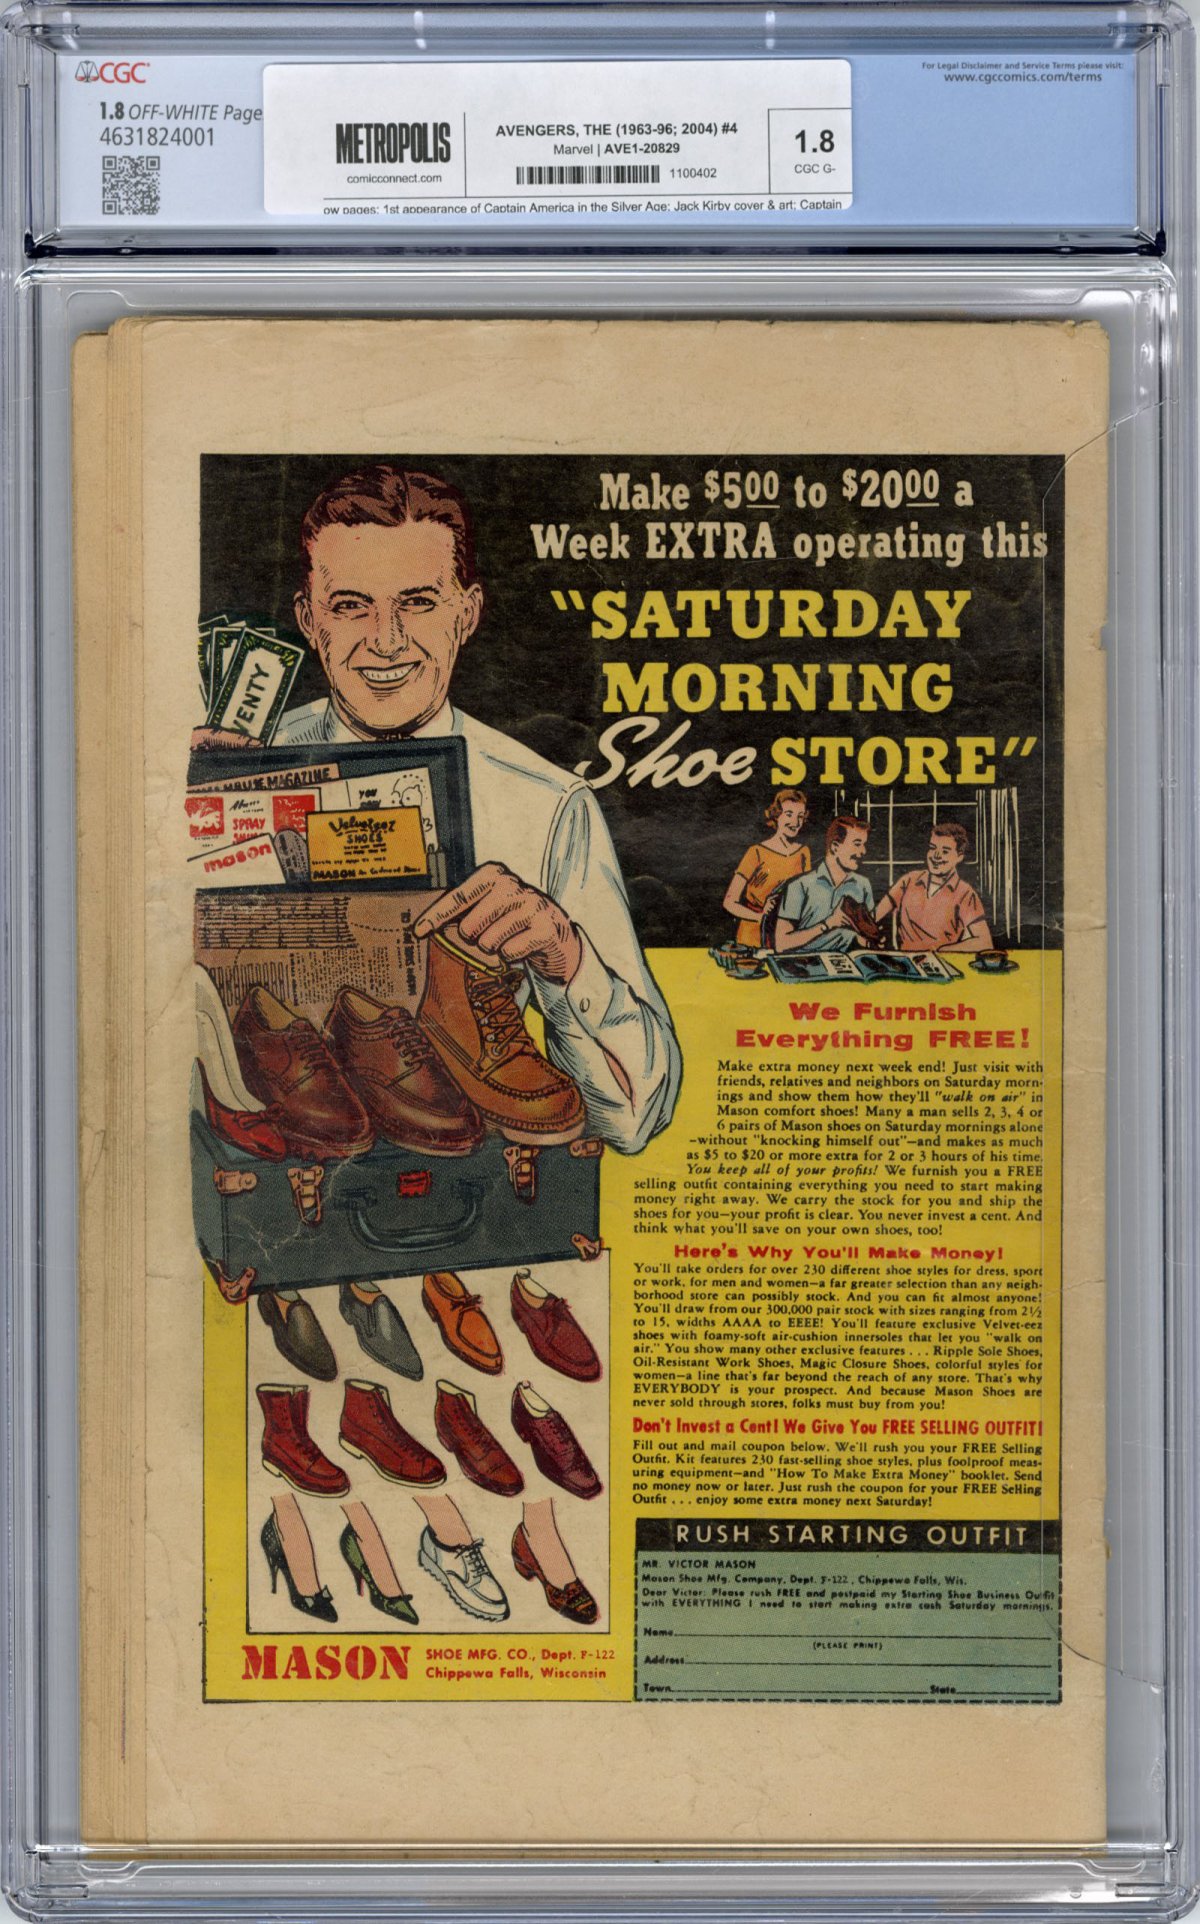 CGC
1.8 OFF-WHITE Page
4631824001
METROPOLIS
comicconnect.com
AVENGERS, THE (1963-96; 2004) #4
Marvel | AVE1-20829
1100402
1.8
CGC G-
ow pages; 1st appearance of Captain America in the Silver Age; Jack Kirby cover & art; Captain
For Legal Disclaimer and Service Terms please visit:
www.cgccomics.com/terms
Make $5.00 to $20.00 a
Week EXTRA operating this
"SATURDAY
MORNING
Shoe STORE"
VENTY
MAGAZINE
SPRAY
mason
Velveteez
SHOES
MASON
We Furnish
Everything FREE!
Make extra money next week end! Just visit with
friends, relatives and neighbors on Saturday morn-
ings and show them how they'll "walk on air" in
Mason comfort shoes! Many a man sells 2, 3, 4 or
6 pairs of Mason shoes on Saturday mornings alone
—without "knocking himself out"—and makes as much
as $5 to $20 or more extra for 2 or 3 hours of his time.
You keep all of your profits! We furnish you a FREE
selling outfit containing everything you need to start making
money right away. We carry the stock for you and ship the
shoes for you—your profit is clear. You never invest a cent. And
think what you'll save on your own shoes, too!
Here's Why You'll Make Money!
You'll take orders for over 230 different shoe styles for dress, sport
or work, for men and women—a far greater selection than any neigh-
borhood store can possibly stock. And you can fit almost anyone!
You'll draw from our 300,000 pair stock with sizes ranging from 2½
to 15, widths AAAA to EEEE! You'll feature exclusive Velvet-eez
shoes with foamy-soft air-cushion innersoles that let you "walk on
air." You show many other exclusive features . . . Ripple Sole Shoes,
Oil-Resistant Work Shoes, Magic Closure Shoes, colorful styles for
women—a line that's far beyond the reach of any store. That's why
EVERYBODY is your prospect. And because Mason Shoes are
never sold through stores, folks must buy from you!
Don't Invest a Cent! We Give You FREE SELLING OUTFIT!
Fill out and mail coupon below. We'll rush you your FREE Selling
Outfit. Kit features 230 fast-selling shoe styles, plus foolproof meas-
uring equipment—and "How To Make Extra Money" booklet. Send
no money now or later. Just rush the coupon for your FREE Selling
Outfit . . . enjoy some extra money next Saturday!
RUSH STARTING OUTFIT
MR. VICTOR MASON
Mason Shoe Mfg. Company, Dept. F-122, Chippewa Falls, Wis.
Dear Victor: Please rush FREE and postpaid my Starting Shoe Business Outfit
with EVERYTHING I need to start making extra cash Saturday mornings.
Name
(PLEASE PRINT)
Address
Town State
MASON SHOE MFG. CO., Dept. F-122
Chippewa Falls, Wisconsin